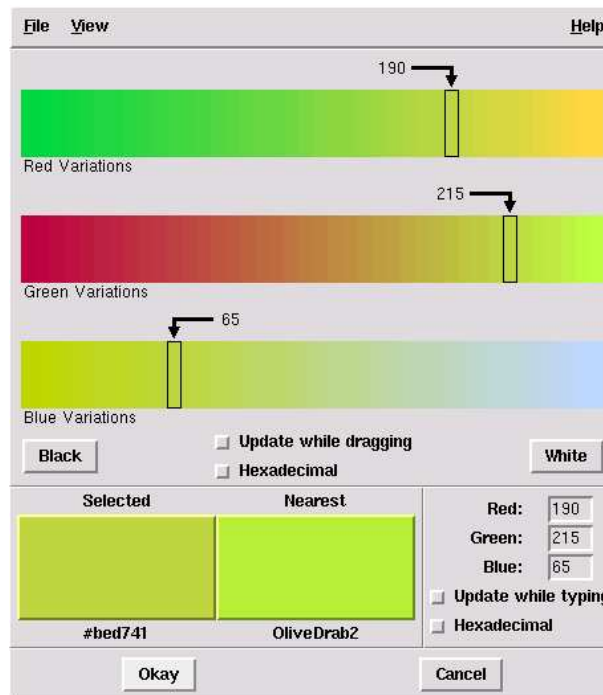 File View Help
190
Red Variations
215
Green Variations
65
Blue Variations
Black Update while dragging White
Hexadecimal
Selected Nearest
Red: 190
Green: 215
Blue: 65
Update while typing
#bed741 OliveDrab2 Hexadecimal
Okay Cancel